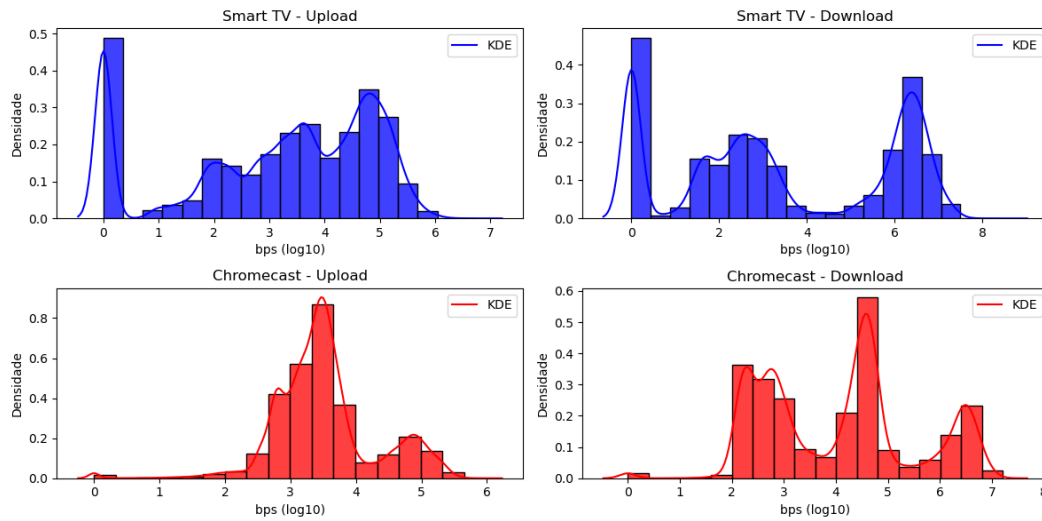 Smart TV - Upload
0.5
0.4
0.3
0.2
0.1
0.0
Densidade
KDE
0 1 2 3 4 5 6 7
bps (log10)
Smart TV - Download
0.4
0.3
0.2
0.1
0.0
Densidade
KDE
0 2 4 6 8
bps (log10)
Chromecast - Upload
0.8
0.6
0.4
0.2
0.0
Densidade
KDE
0 1 2 3 4 5 6
bps (log10)
Chromecast - Download
0.6
0.5
0.4
0.3
0.2
0.1
0.0
Densidade
KDE
0 1 2 3 4 5 6 7 8
bps (log10)